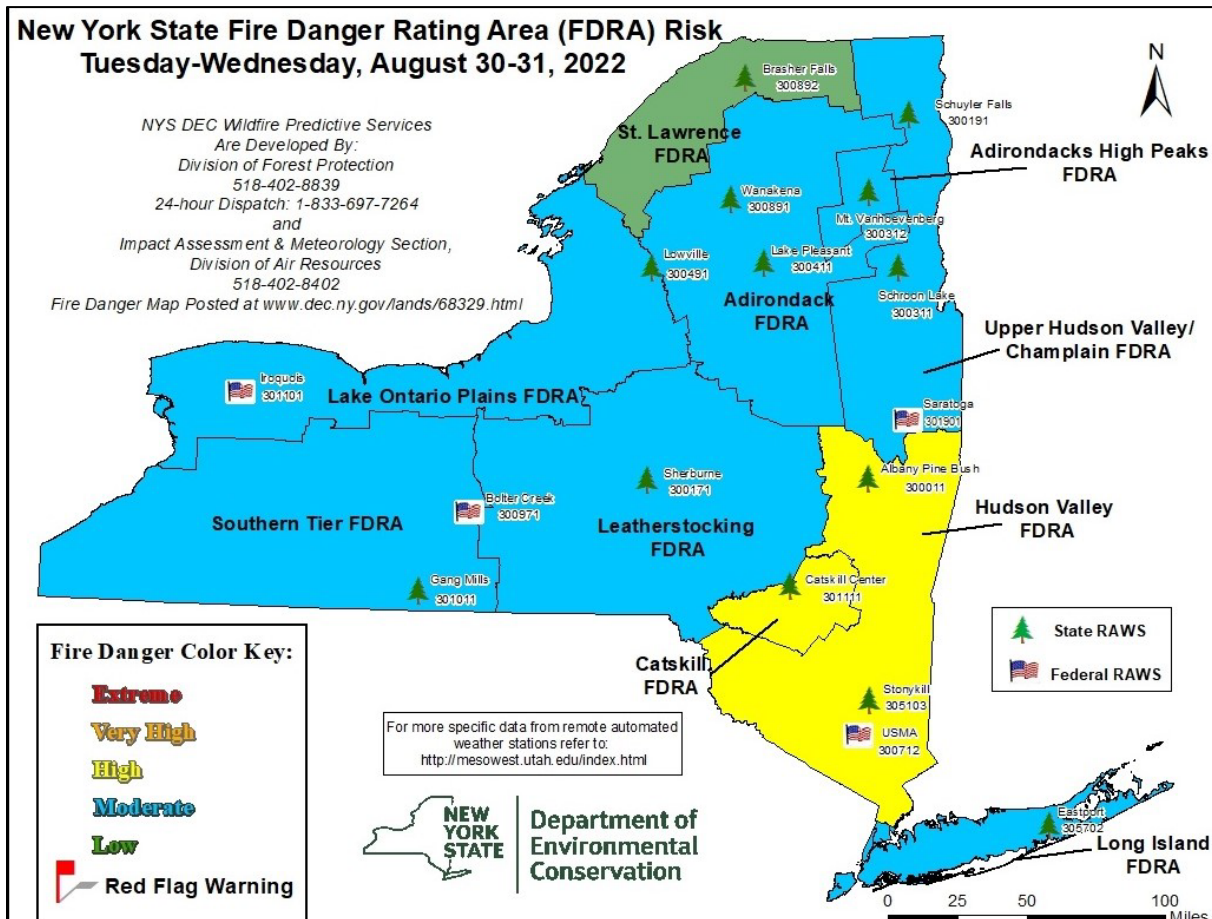 New York State Fire Danger Rating Area (FDRA) Risk
Tuesday-Wednesday, August 30-31, 2022
NYS DEC Wildfire Predictive Services
Are Developed By:
Division of Forest Protection
518-402-8839
24-hour Dispatch: 1-833-697-7264
and
Impact Assessment & Meteorology Section,
Division of Air Resources
518-402-8402
Fire Danger Map Posted at www.dec.ny.gov/lands/68329.html
N
Brasher Falls
300892
St. Lawrence
FDRA
Schuyler Falls
300191
Adirondacks High Peaks
FDRA
Wanakena
300891
Mt. Vanhoevenberg
300312
Lowville
300491
Lake Pleasant
300411
Adirondack
FDRA
Schroon Lake
300311
Upper Hudson Valley/
Champlain FDRA
Iroquois
301101
Lake Ontario Plains FDRA
Saratoga
301901
Sherburne
300171
Albany Pine Bush
300011
Bolter Creek
300971
Southern Tier FDRA
Leatherstocking
FDRA
Hudson Valley
FDRA
Gang Mills
301011
Catskill Center
301111
Catskill
FDRA
Stonykill
305103
USMA
300712
State RAWS
Federal RAWS
Fire Danger Color Key:
Extreme
Very High
High
Moderate
Low
Red Flag Warning
For more specific data from remote automated
weather stations refer to:
http://mesowest.utah.edu/index.html
NEW
YORK
STATE
Department of
Environmental
Conservation
Eastport
305702
Long Island
FDRA
0 25 50 100
Miles